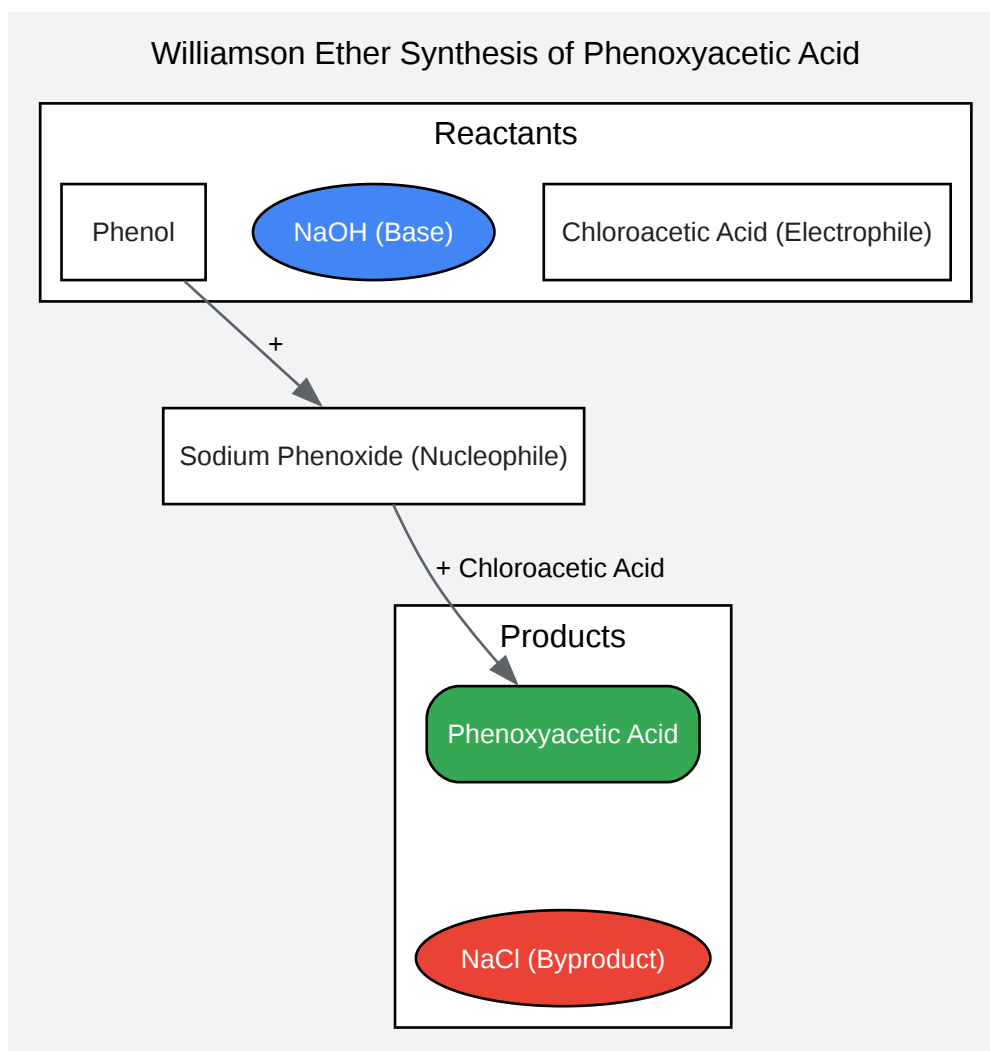 Williamson Ether Synthesis of Phenoxyacetic Acid
Reactants
Phenol
NaOH (Base)
Chloroacetic Acid (Electrophile)
+
Sodium Phenoxide (Nucleophile)
+ Chloroacetic Acid
Products
Phenoxyacetic Acid
NaCl (Byproduct)